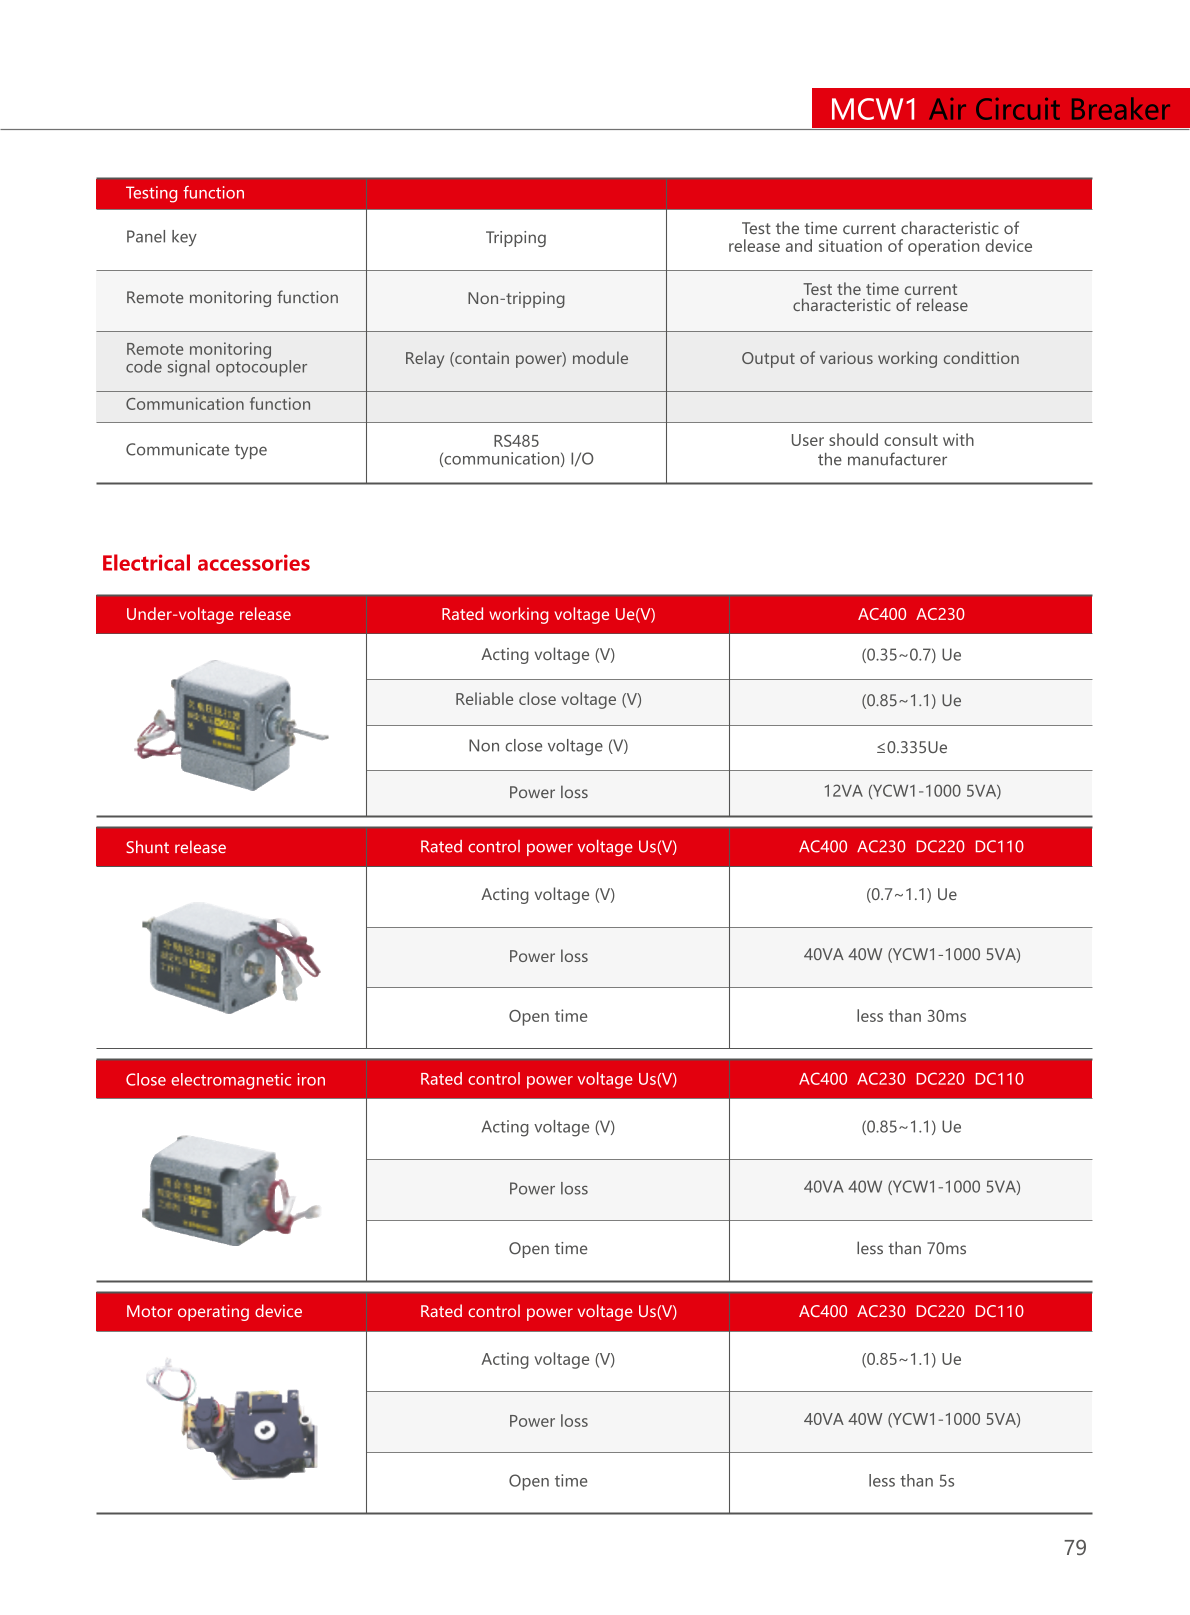 MCW1 Air Circuit Breaker
Testing function
Panel key
Tripping
Test the time current characteristic of
release and situation of operation device
Remote monitoring function
Non-tripping
Test the time current
characteristic of release
Remote monitoring
code signal optocoupler
Relay (contain power) module
Output of various working condittion
Communication function
Communicate type
RS485
(communication) I/O
User should consult with
the manufacturer
Electrical accessories
Under-voltage release
Rated working voltage Ue(V)
AC400 AC230
Acting voltage (V)
(0.35~0.7) Ue
Reliable close voltage (V)
(0.85~1.1) Ue
Non close voltage (V)
≤0.335Ue
Power loss
12VA (YCW1-1000 5VA)
Shunt release
Rated control power voltage Us(V)
AC400 AC230 DC220 DC110
Acting voltage (V)
(0.7~1.1) Ue
Power loss
40VA 40W (YCW1-1000 5VA)
Open time
less than 30ms
Close electromagnetic iron
Rated control power voltage Us(V)
AC400 AC230 DC220 DC110
Acting voltage (V)
(0.85~1.1) Ue
Power loss
40VA 40W (YCW1-1000 5VA)
Open time
less than 70ms
Motor operating device
Rated control power voltage Us(V)
AC400 AC230 DC220 DC110
Acting voltage (V)
(0.85~1.1) Ue
Power loss
40VA 40W (YCW1-1000 5VA)
Open time
less than 5s
79